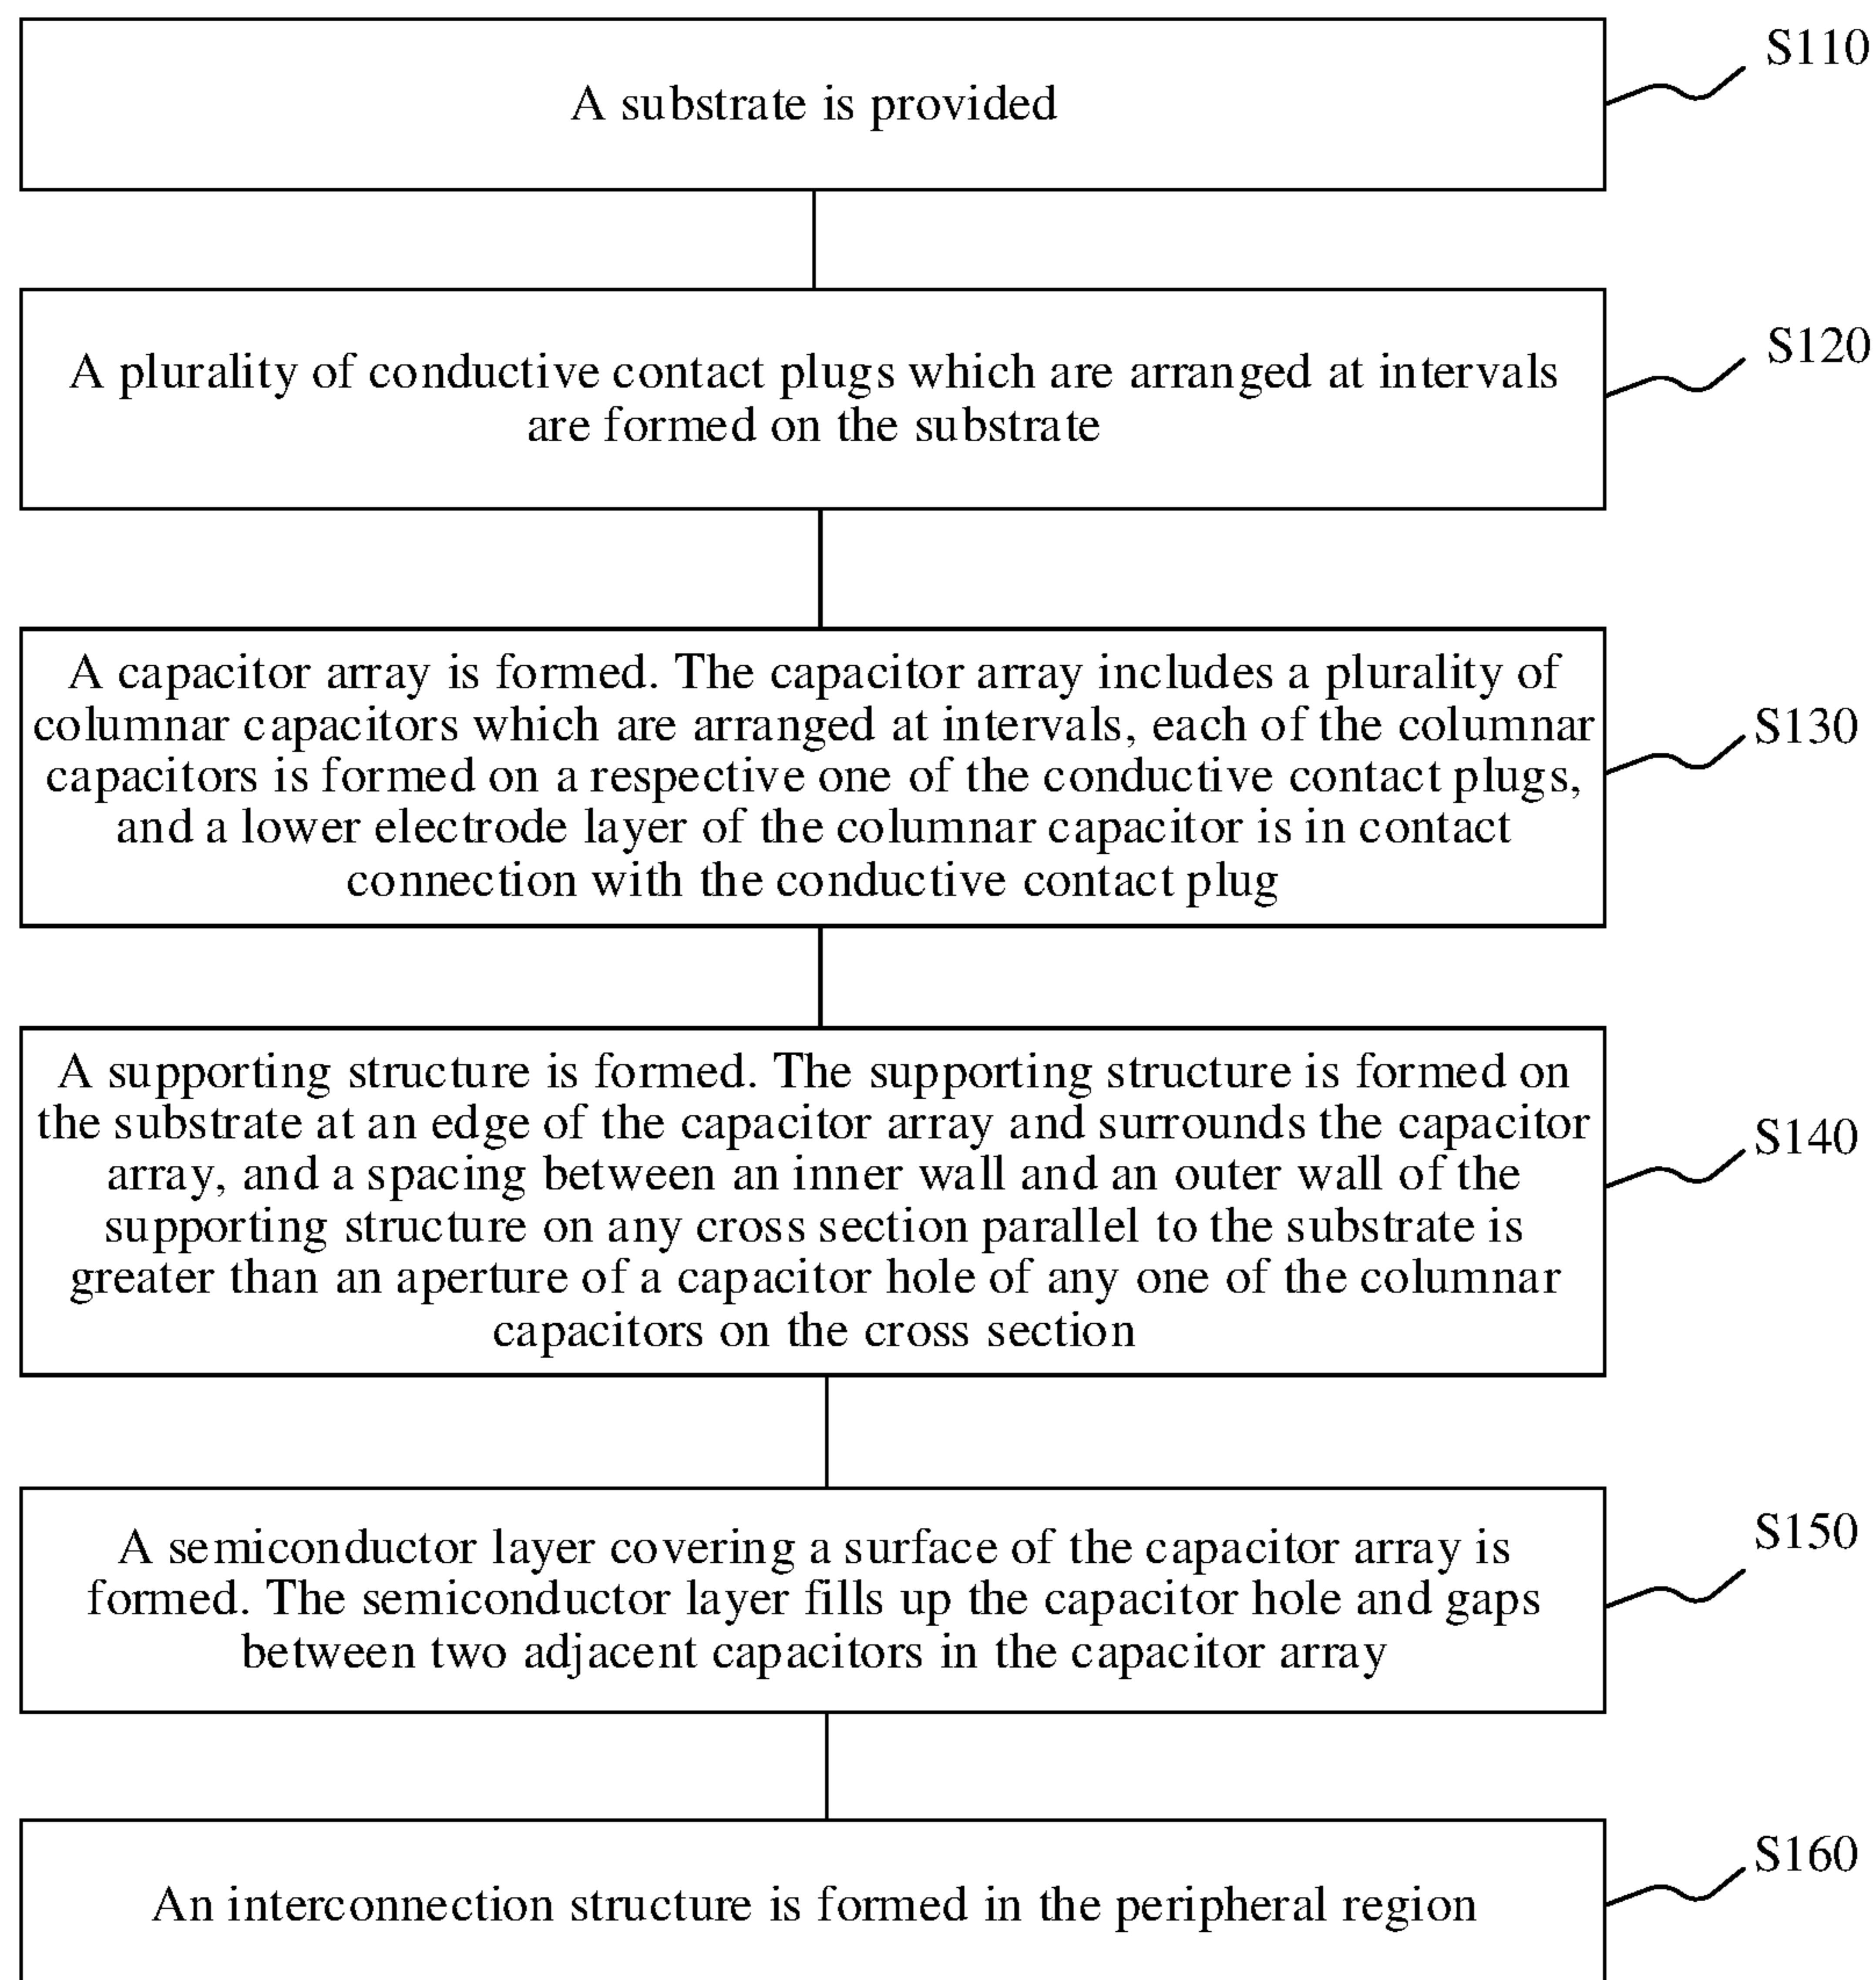 S110
A substrate is provided
S120
A plurality of conductive contact plugs which are arranged at intervals
are formed on the substrate
A capacitor array is formed. The capacitor array includes a plurality of
columnar capacitors which are arranged at intervals, each of the columnar
S130
capacitors is formed on a respective one of the conductive contact plugs,
and a lower electrode layer of the columnar capacitor is in contact
connection with the conductive contact plug
A supporting structure is formed. The supporting structure is formed on
the substrate at an edge of the capacitor array and surrounds the capacitor
S140
array, and a spacing between an inner wall and an outer wall of the
supporting structure on any cross section parallel to the substrate is
greater than an aperture of a capacitor hole of any one of the columnar
capacitors on the cross section
S150
A semiconductor layer covering a surface of the capacitor array is
formed. The semiconductor layer fills up the capacitor hole and gaps
between two adjacent capacitors in the capacitor array
S160
An interconnection structure is formed in the peripheral region